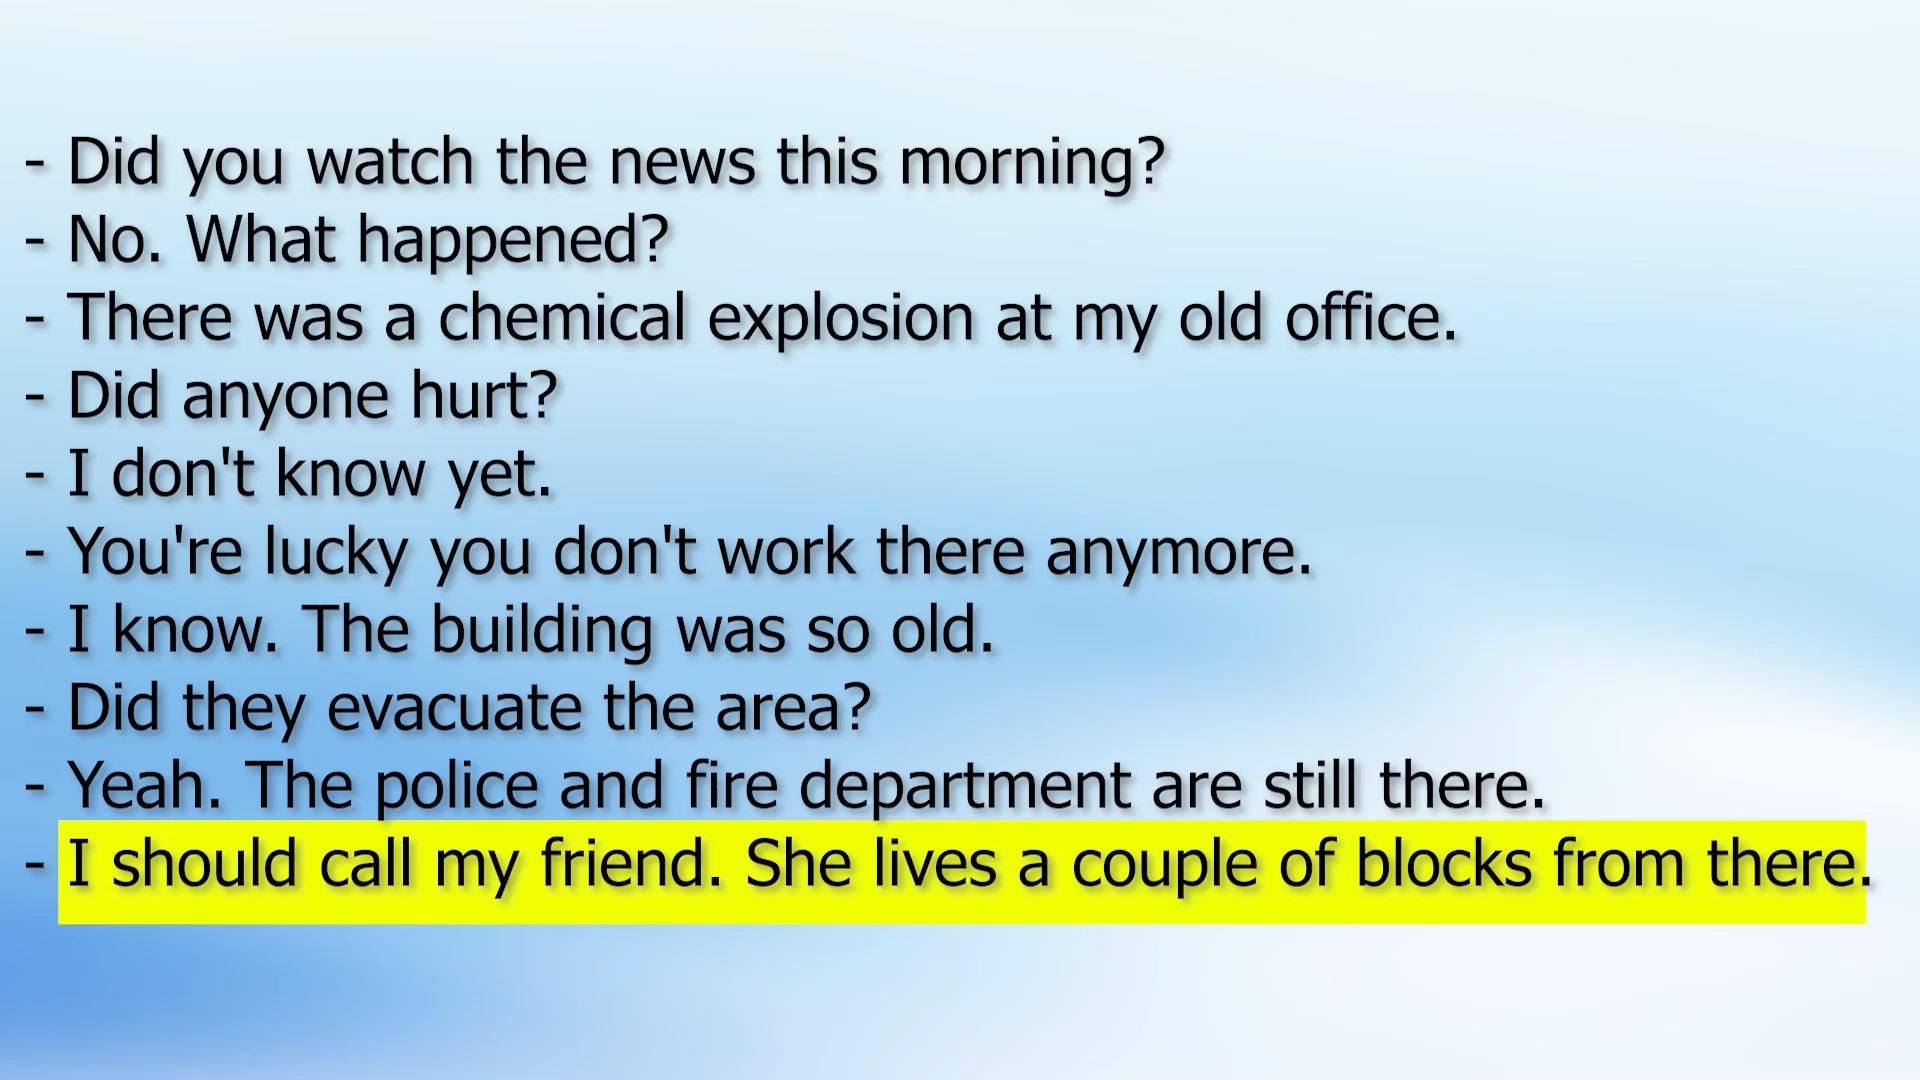 - Did you watch the news this morning?
- No. What happened?
- There was a chemical explosion at my old office.
- Did anyone hurt?
- I don't know yet.
- You're lucky you don't work there anymore.
- I know. The building was so old.
- Did they evacuate the area?
- Yeah. The police and fire department are still there.
- I should call my friend. She lives a couple of blocks from there.